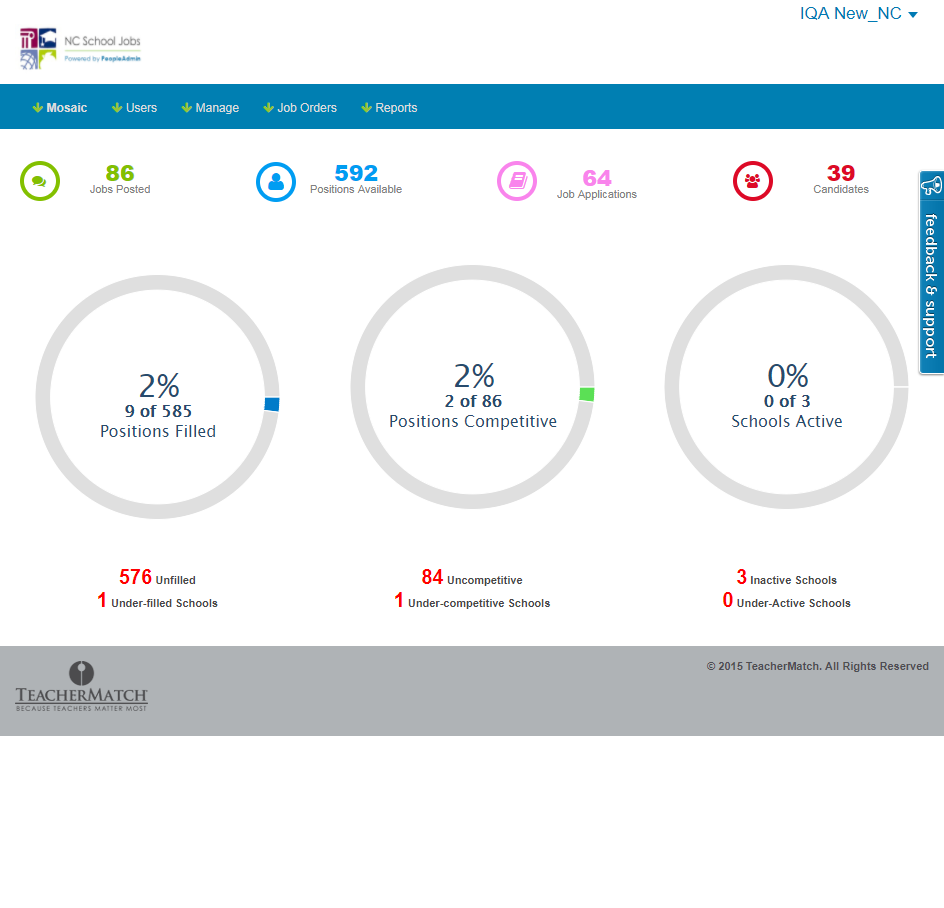 IQA New_NC
NC School Jobs
Powered by PeopleAdmin
Mosaic Users Manage Job Orders Reports
86
Jobs Posted
592
Positions Available
64
Job Applications
39
Candidates
feedback & support
2%
9 of 585
Positions Filled
2%
2 of 86
Positions Competitive
0%
0 of 3
Schools Active
576 Unfilled
1 Under-filled Schools
84 Uncompetitive
1 Under-competitive Schools
3 Inactive Schools
0 Under-Active Schools
TEACHERMATCH
BECAUSE TEACHERS MATTER MOST
© 2015 TeacherMatch. All Rights Reserved